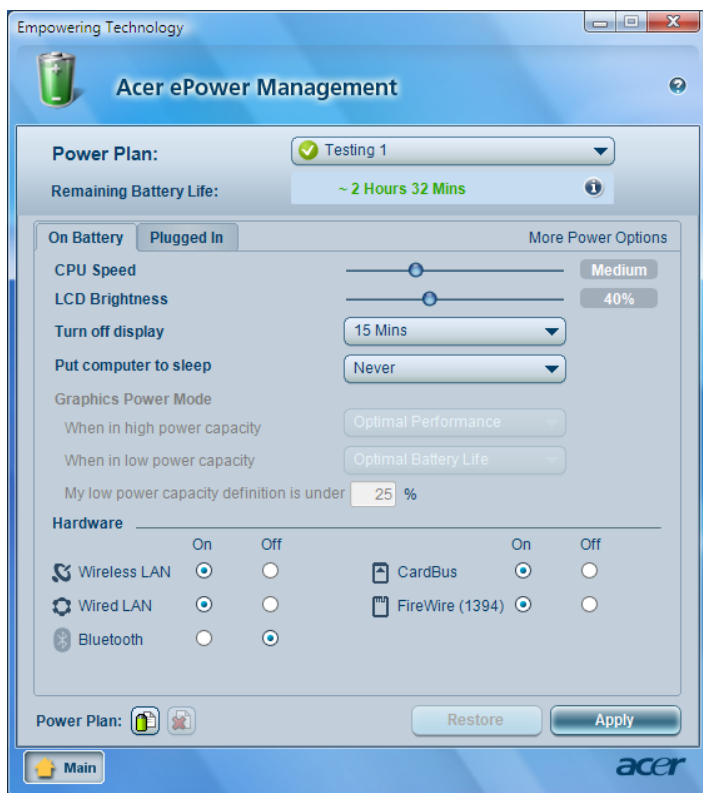 Empowering Technology
Acer ePower Management
Power Plan: Testing 1
Remaining Battery Life: ~ 2 Hours 32 Mins
On Battery Plugged In More Power Options
CPU Speed Medium
LCD Brightness 40%
Turn off display 15 Mins
Put computer to sleep Never
Graphics Power Mode
When in high power capacity Optimal Performance
When in low power capacity Optimal Battery Life
My low power capacity definition is under 25 %
Hardware
On Off On Off
Wireless LAN CardBus
Wired LAN FireWire (1394)
Bluetooth
Power Plan: Restore Apply
Main acer